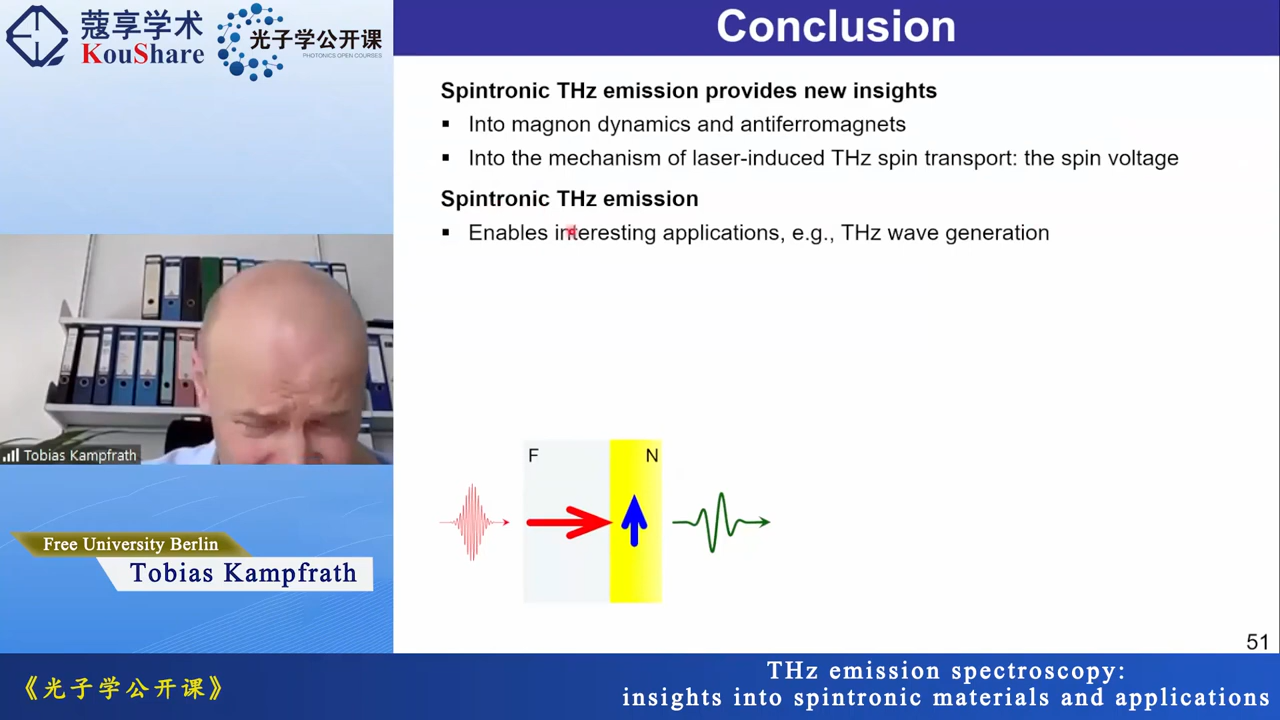 蔻享学术
KouShare
光子学公开课
PHOTONICS OPEN COURSES
Conclusion
Spintronic THz emission provides new insights
▪ Into magnon dynamics and antiferromagnets
▪ Into the mechanism of laser-induced THz spin transport: the spin voltage
Spintronic THz emission
▪ Enables interesting applications, e.g., THz wave generation
F
N
51
Tobias Kampfrath
Free University Berlin
Tobias Kampfrath
《光子学公开课》
THz emission spectroscopy:
insights into spintronic materials and applications